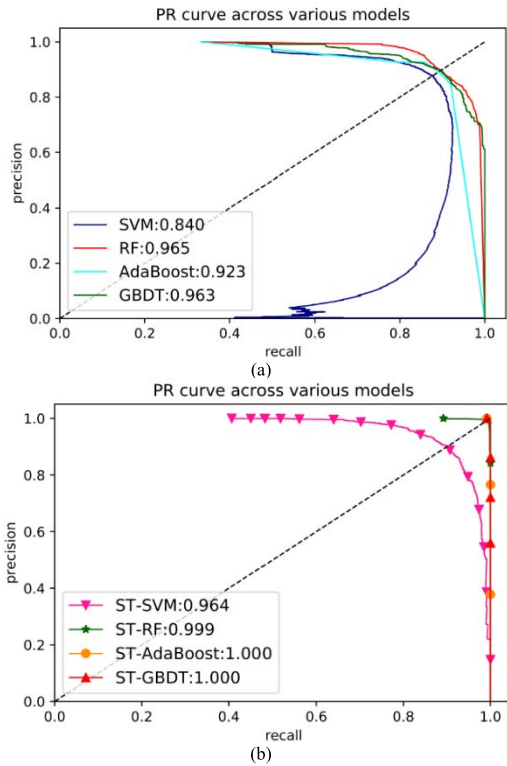 PR curve across various models
1.0
0.8
0.6
0.4
0.2
0.0
precision
SVM:0.840
RF:0.965
AdaBoost:0.923
GBDT:0.963
0.0 0.2 0.4 0.6 0.8 1.0
recall
(a)
PR curve across various models
1.0
0.8
0.6
0.4
0.2
0.0
precision
ST-SVM:0.964
ST-RF:0.999
ST-AdaBoost:1.000
ST-GBDT:1.000
0.0 0.2 0.4 0.6 0.8 1.0
recall
(b)